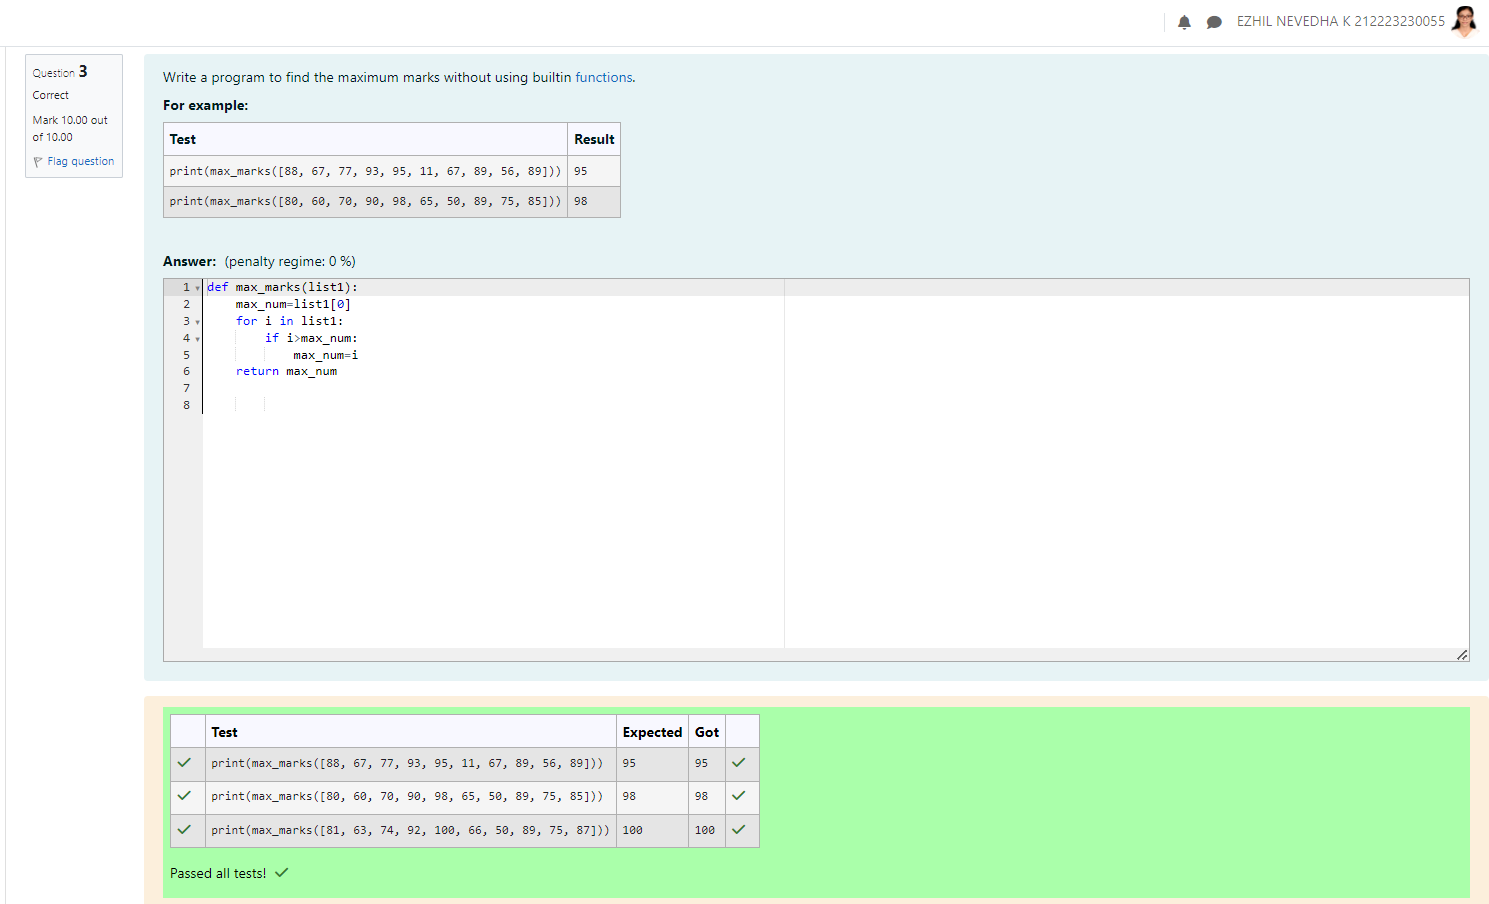 EZHIL NEVEDHA K 212223230055
Question 3
Correct
Mark 10.00 out
of 10.00
Flag question
Write a program to find the maximum marks without using builtin functions.
For example:
Test Result
print(max_marks([88, 67, 77, 93, 95, 11, 67, 89, 56, 89])) 95
print(max_marks([80, 60, 70, 90, 98, 65, 50, 89, 75, 85])) 98
Answer: (penalty regime: 0 %)
1 def max_marks(list1):
2     max_num=list1[0]
3     for i in list1:
4         if i>max_num:
5             max_num=i
6     return max_num
7
8
Test Expected Got
print(max_marks([88, 67, 77, 93, 95, 11, 67, 89, 56, 89])) 95 95
print(max_marks([80, 60, 70, 90, 98, 65, 50, 89, 75, 85])) 98 98
print(max_marks([81, 63, 74, 92, 100, 66, 50, 89, 75, 87])) 100 100
Passed all tests!